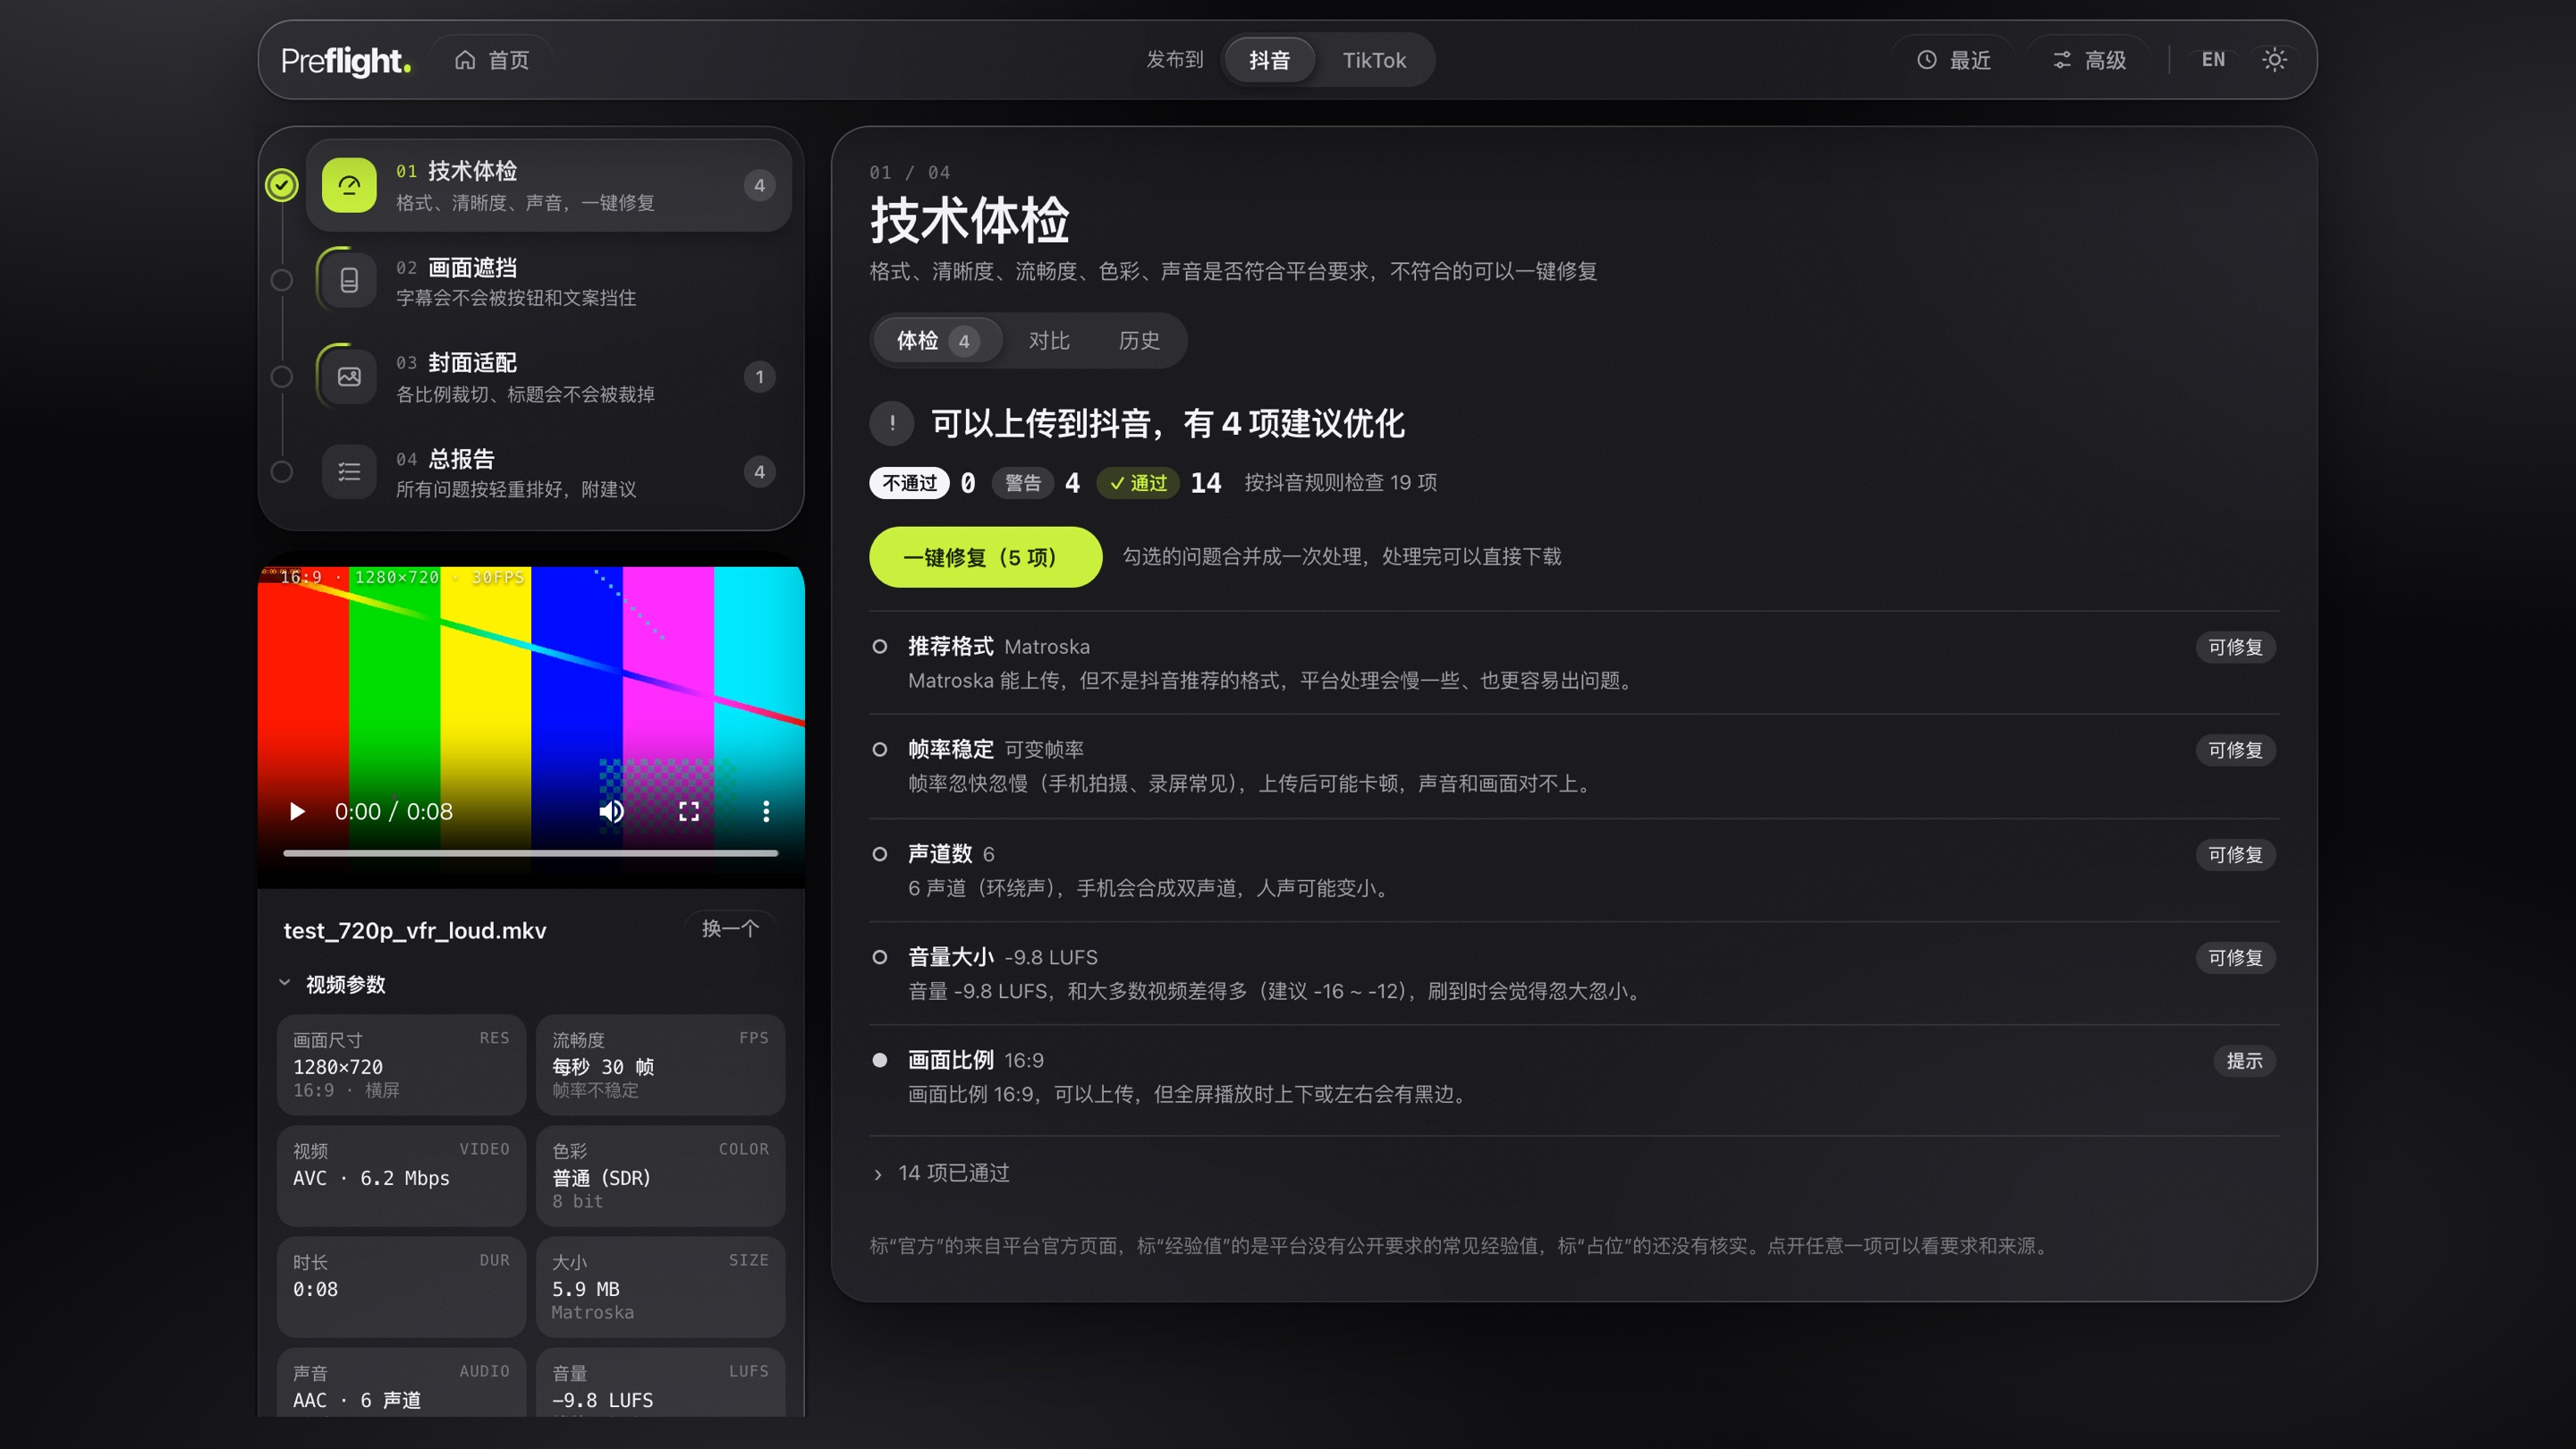 Preflight.
首页
发布到
抖音
TikTok
最近
高级
EN
01 技术体检
格式、清晰度、声音，一键修复
4
02 画面遮挡
字幕会不会被按钮和文案挡住
03 封面适配
各比例裁切、标题会不会被裁掉
1
04 总报告
所有问题按轻重排好，附建议
4
16:9 · 1280×720 · 30FPS
0:00 / 0:08
test_720p_vfr_loud.mkv
换一个
视频参数
画面尺寸 RES
1280×720
16:9 · 横屏
流畅度 FPS
每秒 30 帧
帧率不稳定
视频 VIDEO
AVC · 6.2 Mbps
色彩 COLOR
普通 (SDR)
8 bit
时长 DUR
0:08
大小 SIZE
5.9 MB
Matroska
声音 AUDIO
AAC · 6 声道
音量 LUFS
−9.8 LUFS
01 / 04
技术体检
格式、清晰度、流畅度、色彩、声音是否符合平台要求，不符合的可以一键修复
体检 4
对比
历史
! 可以上传到抖音，有 4 项建议优化
不通过 0 警告 4 通过 14 按抖音规则检查 19 项
一键修复（5 项）
勾选的问题合并成一次处理，处理完可以直接下载
推荐格式 Matroska
可修复
Matroska 能上传，但不是抖音推荐的格式，平台处理会慢一些、也更容易出问题。
帧率稳定 可变帧率
可修复
帧率忽快忽慢（手机拍摄、录屏常见），上传后可能卡顿，声音和画面对不上。
声道数 6
可修复
6 声道（环绕声），手机会合成双声道，人声可能变小。
音量大小 -9.8 LUFS
可修复
音量 -9.8 LUFS，和大多数视频差得多（建议 -16 ~ -12），刷到时会觉得忽大忽小。
画面比例 16:9
提示
画面比例 16:9，可以上传，但全屏播放时上下或左右会有黑边。
14 项已通过
标“官方”的来自平台官方页面，标“经验值”的是平台没有公开要求的常见经验值，标“占位”的还没有核实。点开任意一项可以看要求和来源。